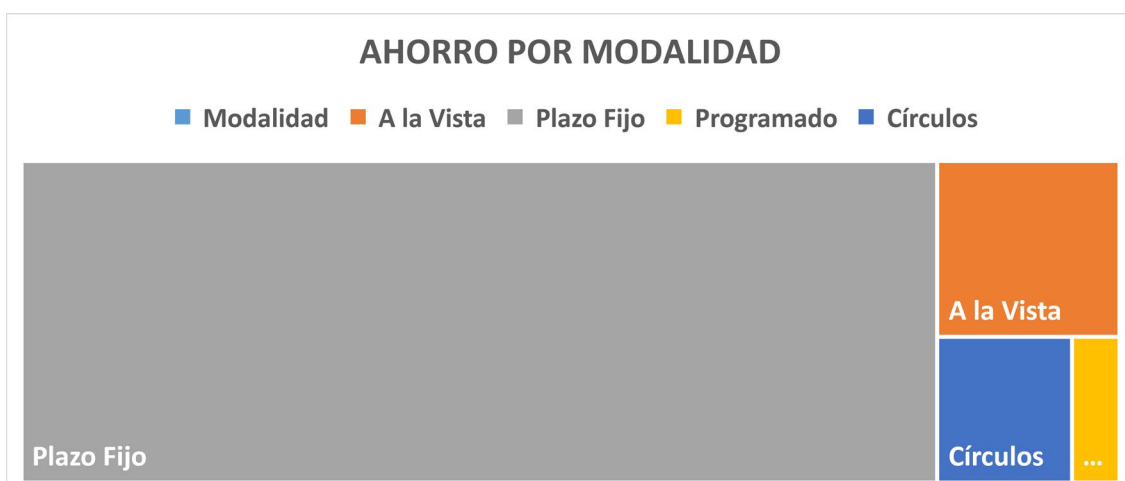 AHORRO POR MODALIDAD
Modalidad A la Vista Plazo Fijo Programado Círculos
A la Vista
Plazo Fijo
Círculos
...